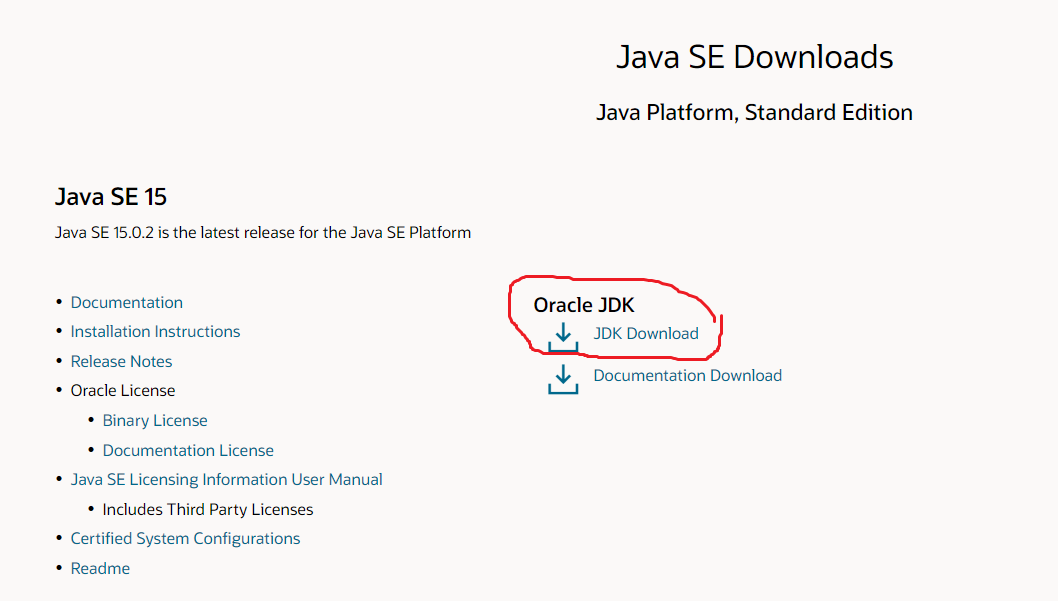 Java SE Downloads
Java Platform, Standard Edition
Java SE 15
Java SE 15.0.2 is the latest release for the Java SE Platform
• Documentation
• Installation Instructions
• Release Notes
• Oracle License
• Binary License
• Documentation License
• Java SE Licensing Information User Manual
• Includes Third Party Licenses
• Certified System Configurations
• Readme
Oracle JDK
JDK Download
Documentation Download